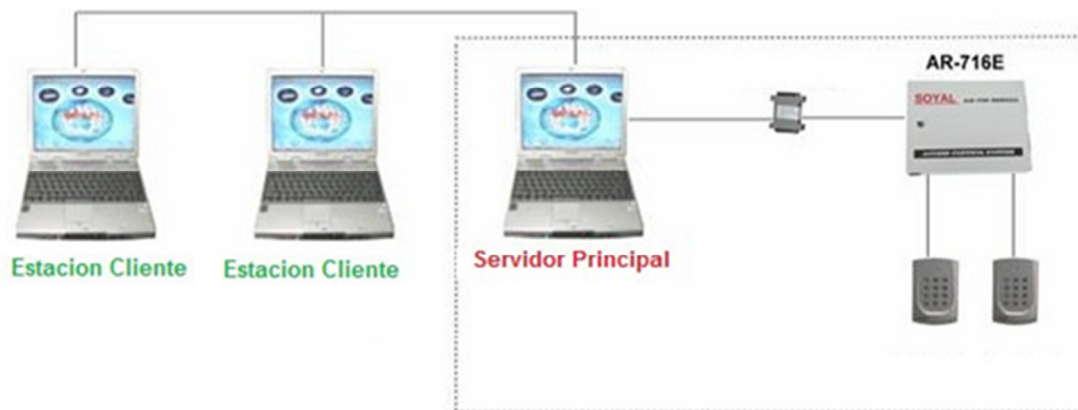 AR-716E
SOYAL
Estacion Cliente
Estacion Cliente
Servidor Principal